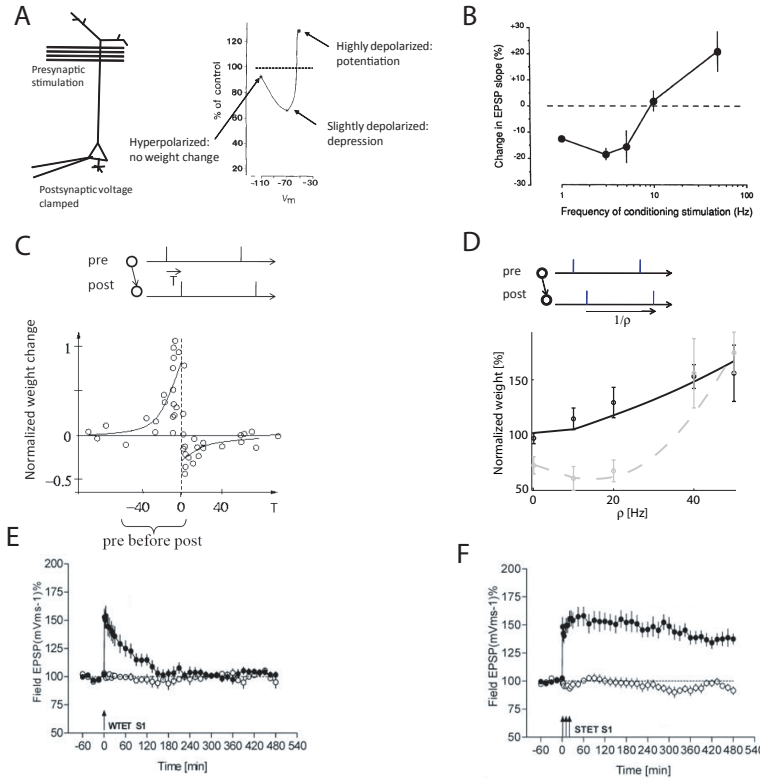 A
Presynaptic
stimulation
Postsynaptic voltage
clamped
Hyperpolarized:
no weight change
% of control
120
100
80
60
40
20
-110 -70 -30
Vm
Highly depolarized:
potentiation
Slightly depolarized:
depression
B
Change in EPSP slope (%)
+30
+20
+10
0
-10
-20
-30
1 10 100
Frequency of conditioning stimulation (Hz)
C
pre
T
post
Normalized weight change
1
0
−0.5
−40 0 40 T
pre before post
D
pre
post
1/ρ
Normalized weight [%]
150
100
50
0 20 40
ρ [Hz]
E
Field EPSP(mVms-1)%
200
175
150
125
100
75
50
WTET S1
-60 0 60 120 180 240 300 360 420 480 540
Time [min]
F
Field EPSP(mVms-1)%
200
175
150
125
100
75
50
STET S1
-60 0 60 120 180 240 300 360 420 480 540
Time [min]